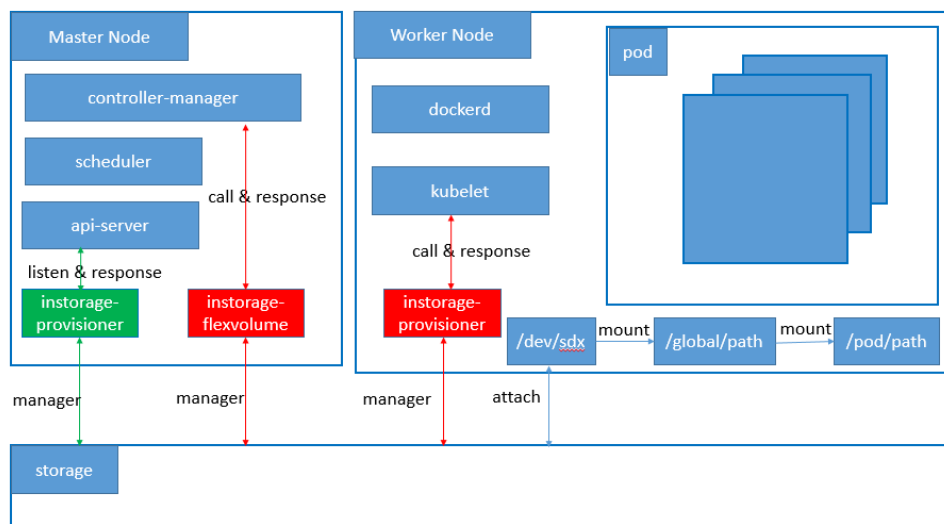 Master Node
controller-manager
scheduler
call & response
api-server
listen & response
instorage-
provisioner
instorage-
flexvolume
manager
manager
Worker Node
pod
dockerd
kubelet
call & response
instorage-
provisioner
/dev/sdx
mount
/global/path
mount
/pod/path
manager
attach
storage